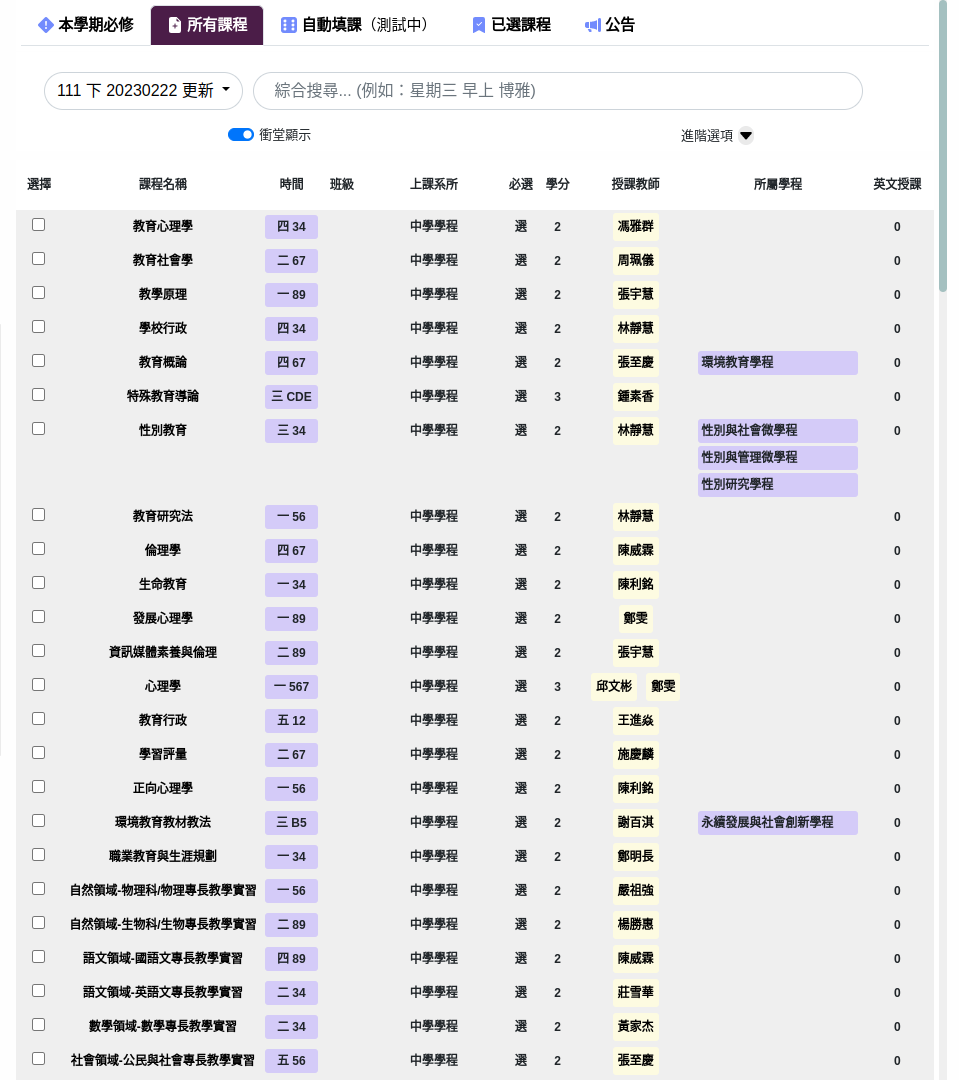 本學期必修 所有課程 自動填課（測試中） 已選課程 公告
111 下 20230222 更新 綜合搜尋... (例如：星期三 早上 博雅)
衝堂顯示 進階選項
選擇 課程名稱 時間 班級 上課系所 必選 學分 授課教師 所屬學程 英文授課
教育心理學 四 34 中學學程 選 2 馮雅群 0
教育社會學 二 67 中學學程 選 2 周珮儀 0
教學原理 一 89 中學學程 選 2 張宇慧 0
學校行政 四 34 中學學程 選 2 林靜慧 0
教育概論 四 67 中學學程 選 2 張至慶 環境教育學程 0
特殊教育導論 三 CDE 中學學程 選 3 鍾素香 0
性別教育 三 34 中學學程 選 2 林靜慧 性別與社會微學程 0
性別與管理微學程
性別研究學程
教育研究法 一 56 中學學程 選 2 林靜慧 0
倫理學 四 67 中學學程 選 2 陳威霖 0
生命教育 一 34 中學學程 選 2 陳利銘 0
發展心理學 一 89 中學學程 選 2 鄭雯 0
資訊媒體素養與倫理 二 89 中學學程 選 2 張宇慧 0
心理學 一 567 中學學程 選 3 邱文彬 鄭雯 0
教育行政 五 12 中學學程 選 2 王進焱 0
學習評量 二 67 中學學程 選 2 施慶麟 0
正向心理學 一 56 中學學程 選 2 陳利銘 0
環境教育教材教法 三 B5 中學學程 選 2 謝百淇 永續發展與社會創新學程 0
職業教育與生涯規劃 一 34 中學學程 選 2 鄭明長 0
自然領域-物理科/物理專長教學實習 一 56 中學學程 選 2 嚴祖強 0
自然領域-生物科/生物專長教學實習 二 89 中學學程 選 2 楊勝惠 0
語文領域-國語文專長教學實習 四 89 中學學程 選 2 陳威霖 0
語文領域-英語文專長教學實習 二 34 中學學程 選 2 莊雪華 0
數學領域-數學專長教學實習 二 34 中學學程 選 2 黃家杰 0
社會領域-公民與社會專長教學實習 五 56 中學學程 選 2 張至慶 0